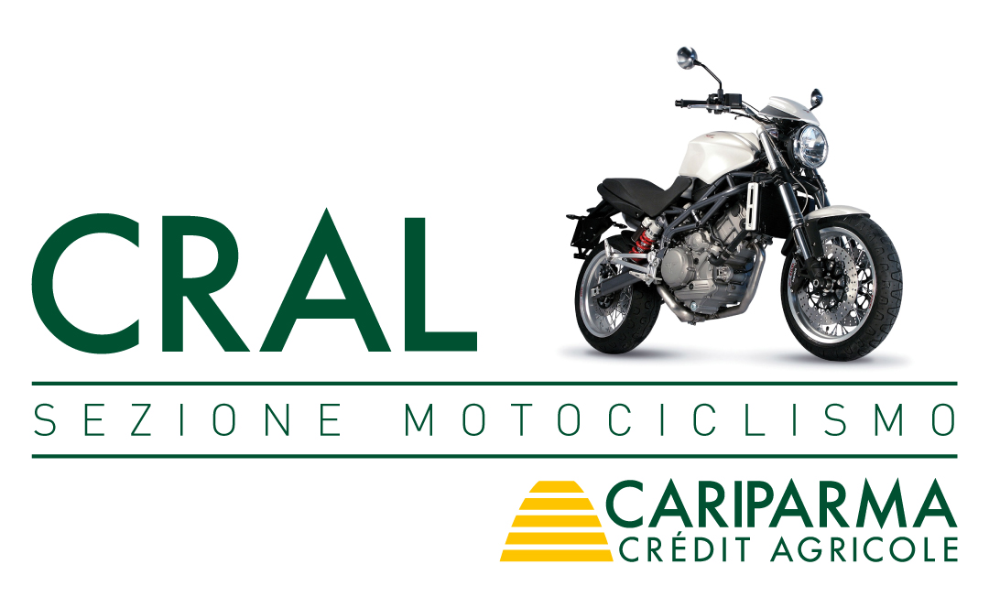 CRAL
SEZIONE MOTOCICLISMO
CARIPARMA
CRÉDIT AGRICOLE